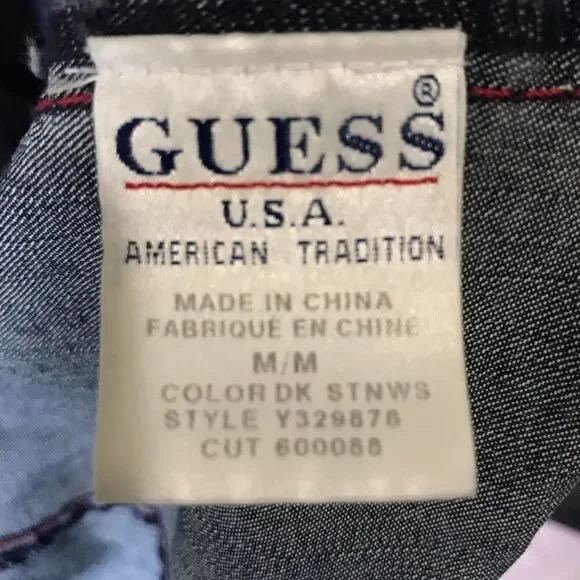 GUESS®
U.S.A.
AMERICAN TRADITION
MADE IN CHINA
FABRIQUÉ EN CHINE
M/M
COLOR DK STNWS
STYLE Y329876
CUT 600088